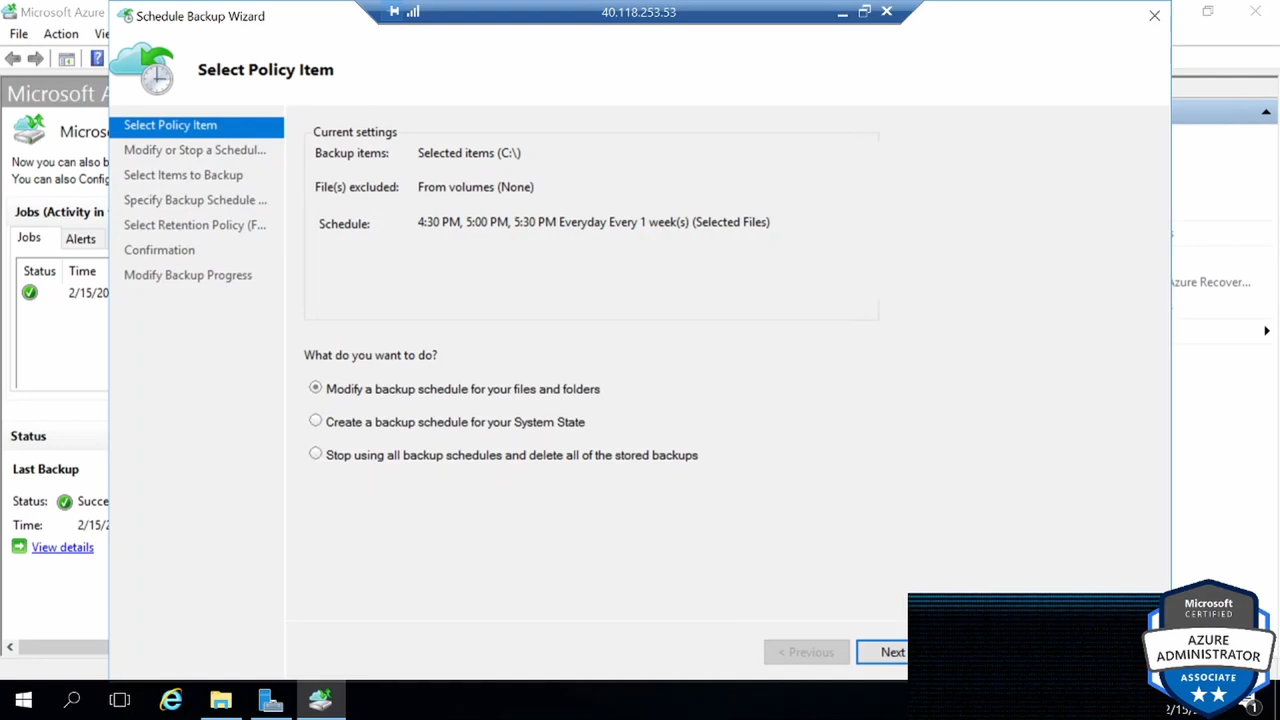 Microsoft Azure
Schedule Backup Wizard
40.118.253.53
File
Action
Select Policy Item
Microsoft A
Select Policy Item
Modify or Stop a Schedul...
Select Items to Backup
Specify Backup Schedule ...
Select Retention Policy (F...
Confirmation
Modify Backup Progress
Current settings
Backup items: Selected items (C:\)
File(s) excluded: From volumes (None)
Schedule: 4:30 PM, 5:00 PM, 5:30 PM Everyday Every 1 week(s) (Selected Files)
What do you want to do?
Modify a backup schedule for your files and folders
Create a backup schedule for your System State
Stop using all backup schedules and delete all of the stored backups
< Previous
Next
Now you can also b
You can also Config
Jobs (Activity in
Jobs
Alerts
Status
Time
2/15/20
Status
Last Backup
Status: Succe
Time: 2/15/2
View details
Azure Recover...
Microsoft
CERTIFIED
AZURE
ADMINISTRATOR
ASSOCIATE
2/15/
1